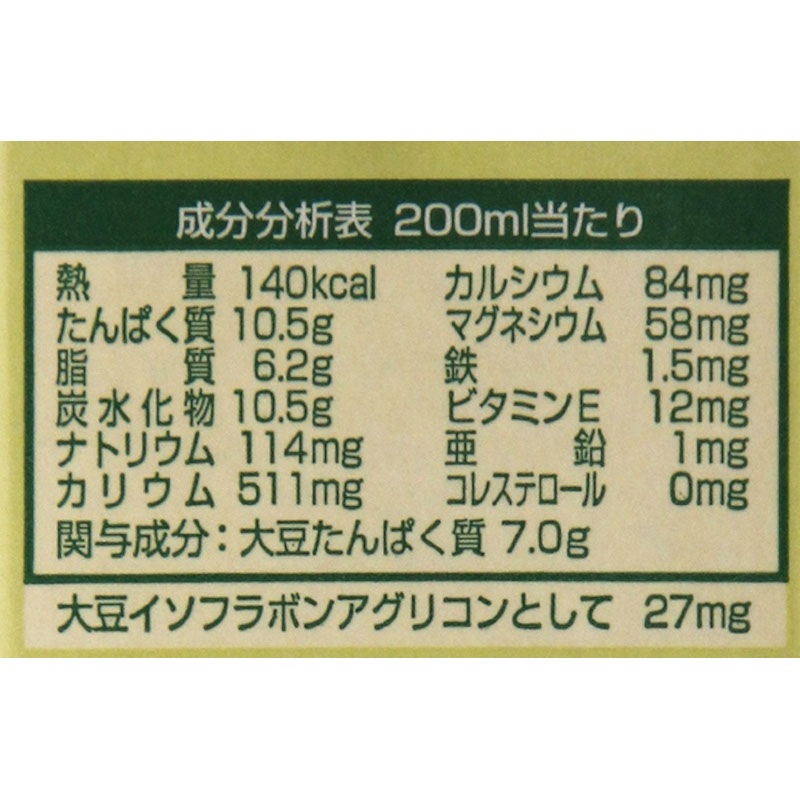 成分分析表 200ml当たり
熱量 140kcal カルシウム 84mg
たんぱく質 10.5g マグネシウム 58mg
脂質 6.2g 鉄 1.5mg
炭水化物 10.5g ビタミンE 12mg
ナトリウム 114mg 亜鉛 1mg
カリウム 511mg コレステロール 0mg
関与成分：大豆たんぱく質 7.0g
大豆イソフラボンアグリコンとして 27mg